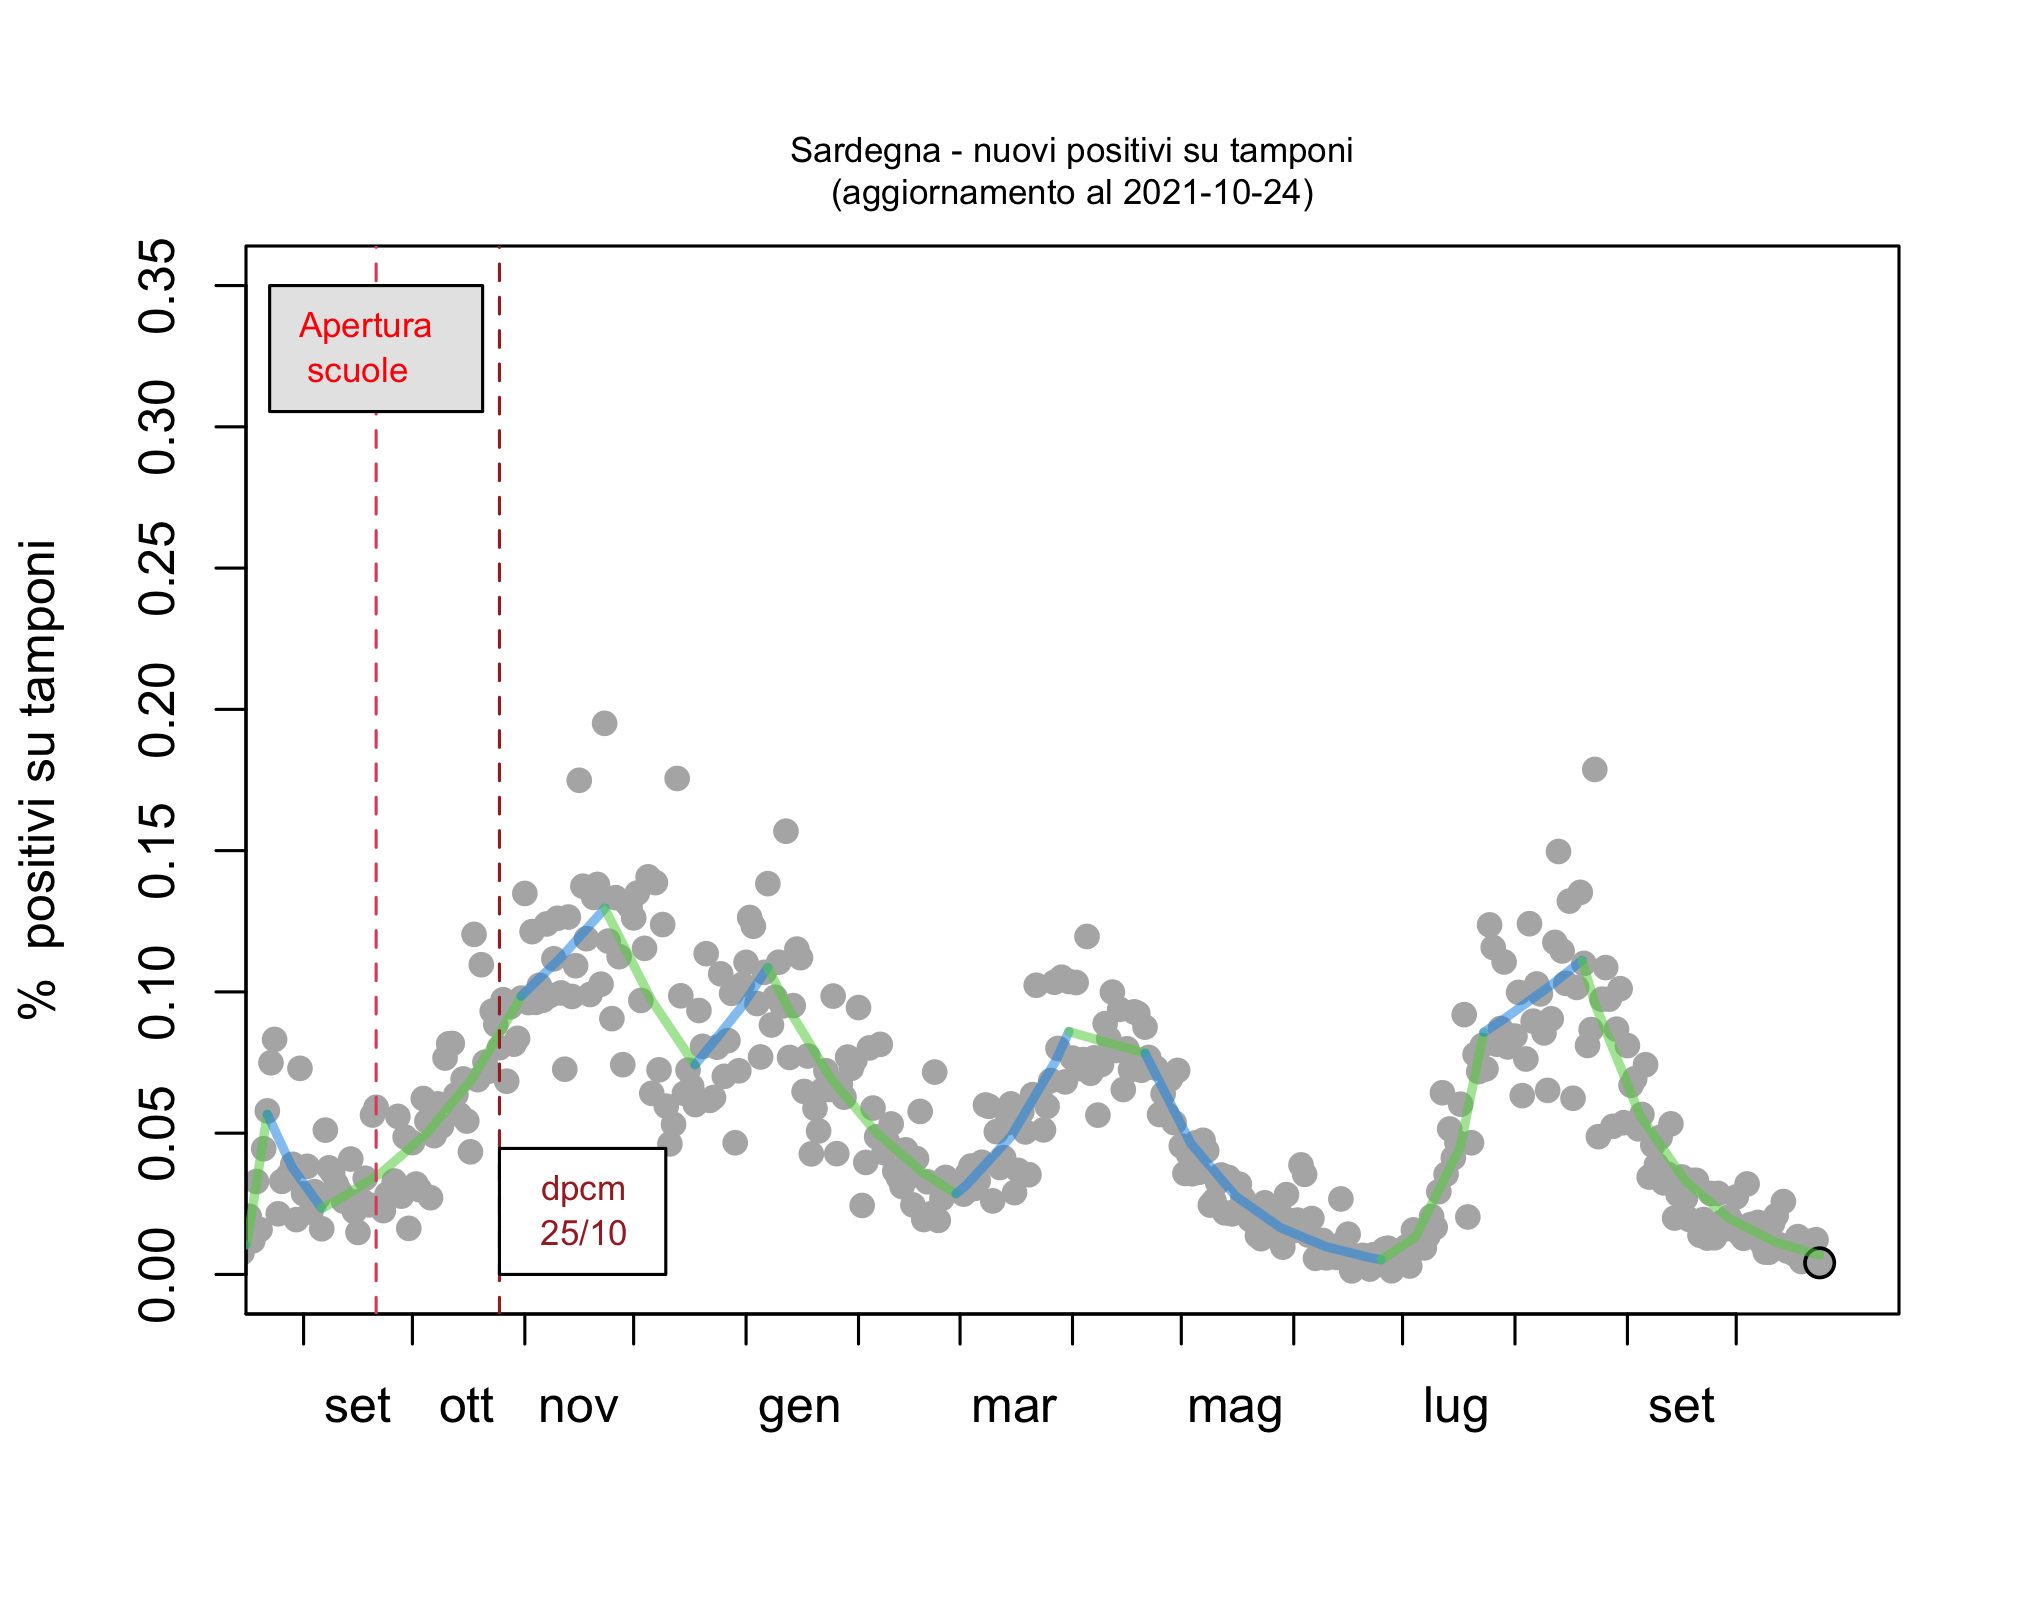 Sardegna - nuovi positivi su tamponi
(aggiornamento al 2021-10-24)
% positivi su tamponi
0.35
0.30
0.25
0.20
0.15
0.10
0.05
0.00
Apertura
scuole
dpcm
25/10
set ott nov gen mar mag lug set